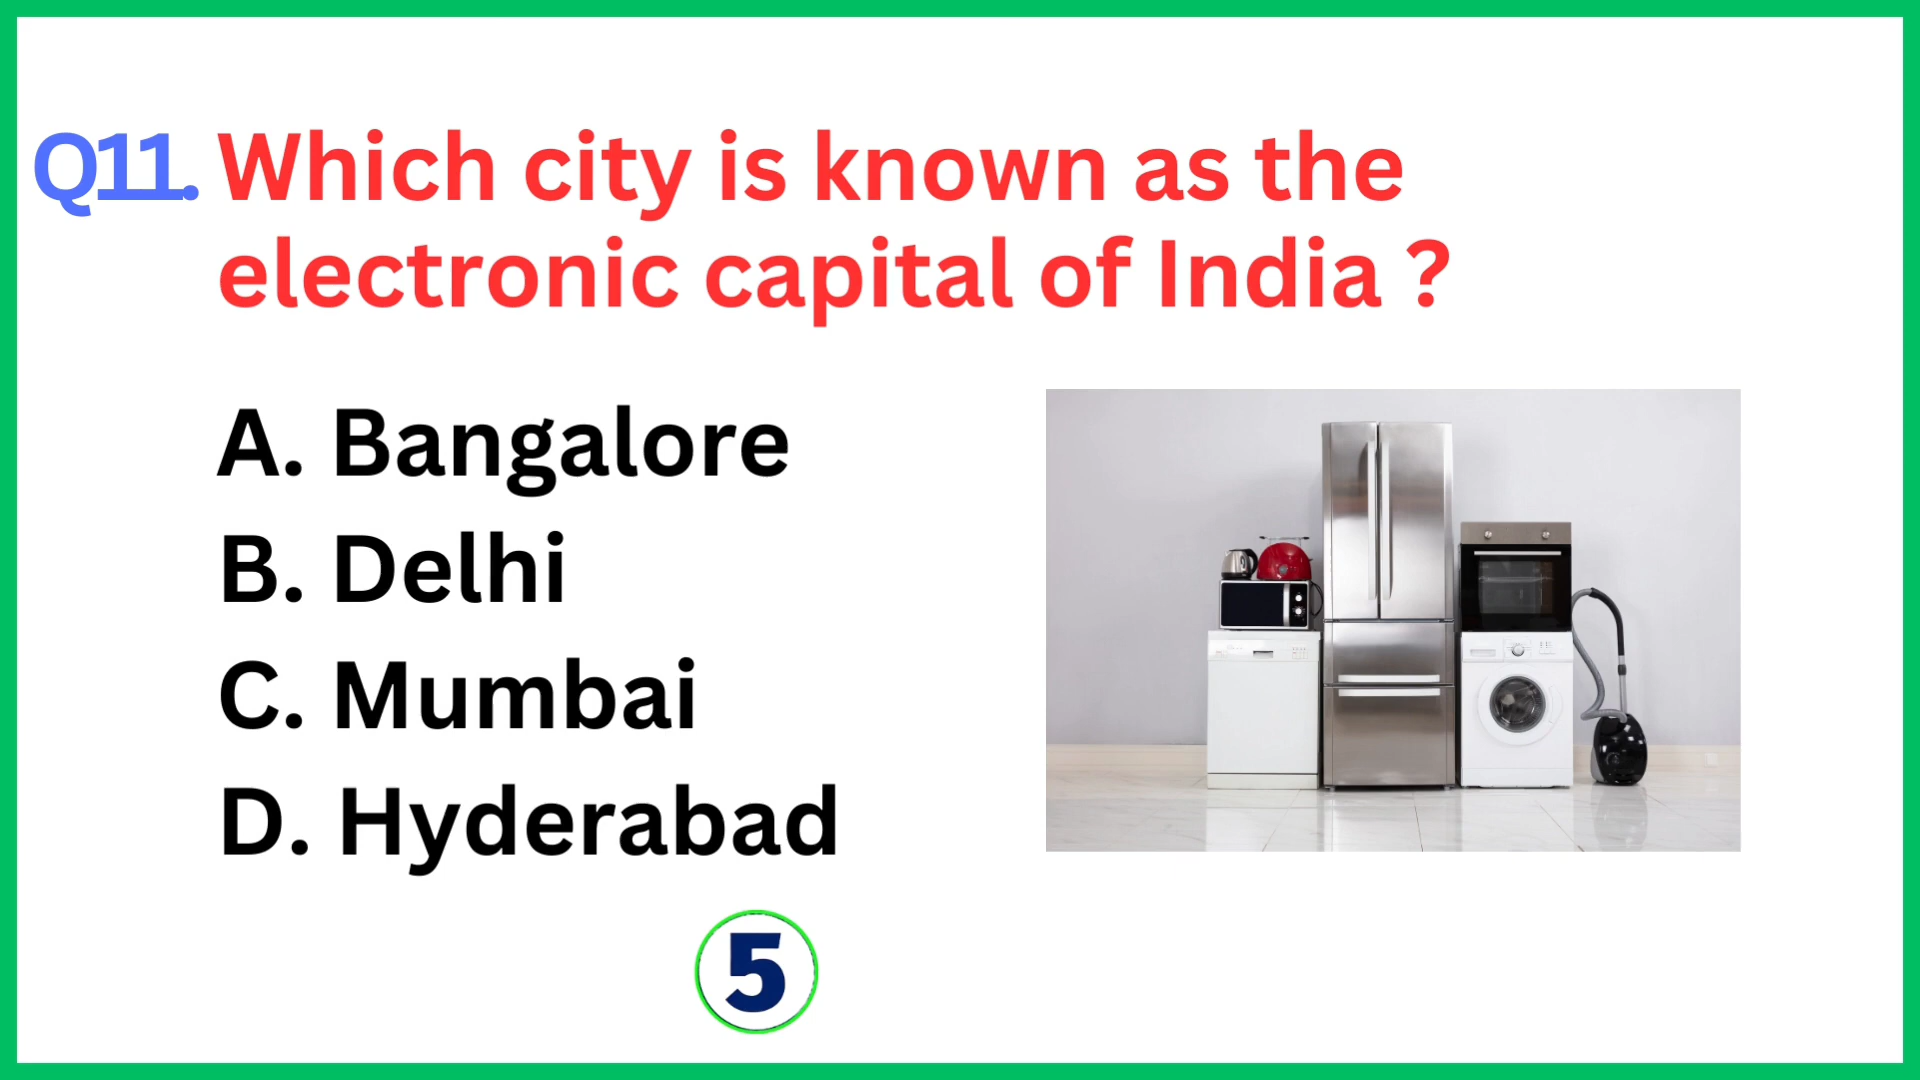 Q11. Which city is known as the
electronic capital of India ?
A. Bangalore
B. Delhi
C. Mumbai
D. Hyderabad
5